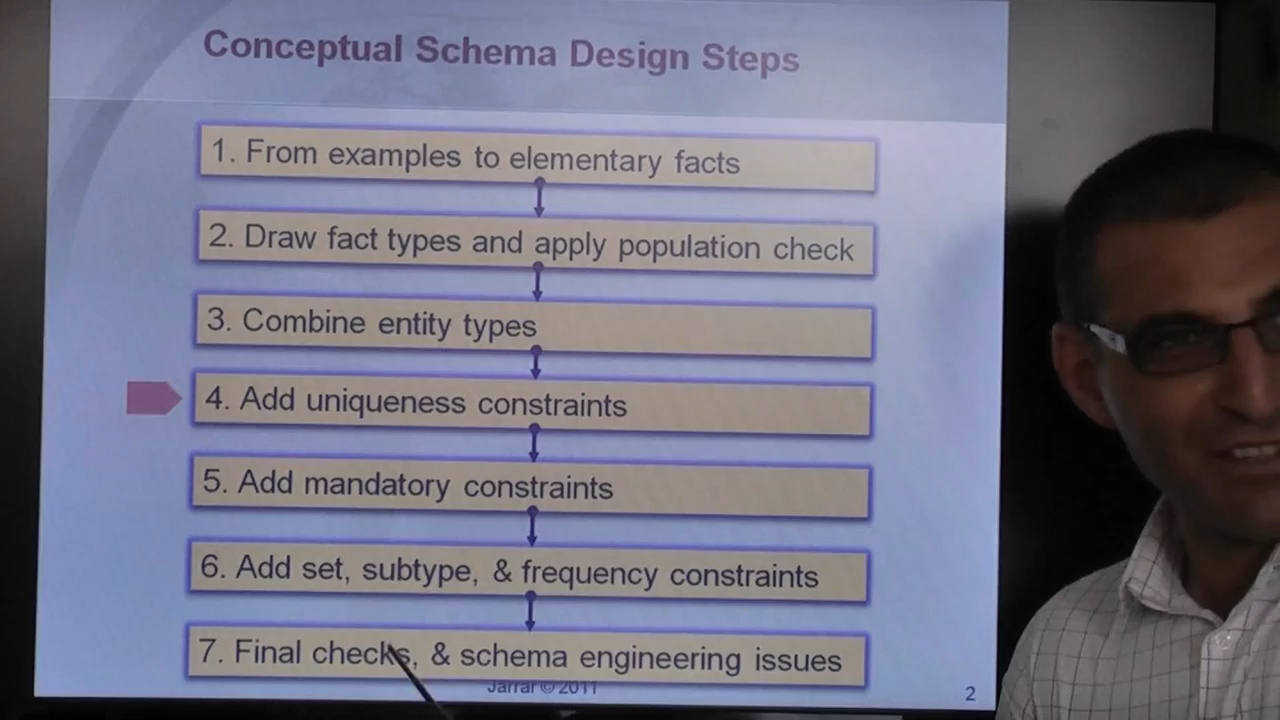 Conceptual Schema Design Steps
1. From examples to elementary facts
2. Draw fact types and apply population check
3. Combine entity types
4. Add uniqueness constraints
5. Add mandatory constraints
6. Add set, subtype, & frequency constraints
7. Final checks, & schema engineering issues
Jarrar © 2011
2